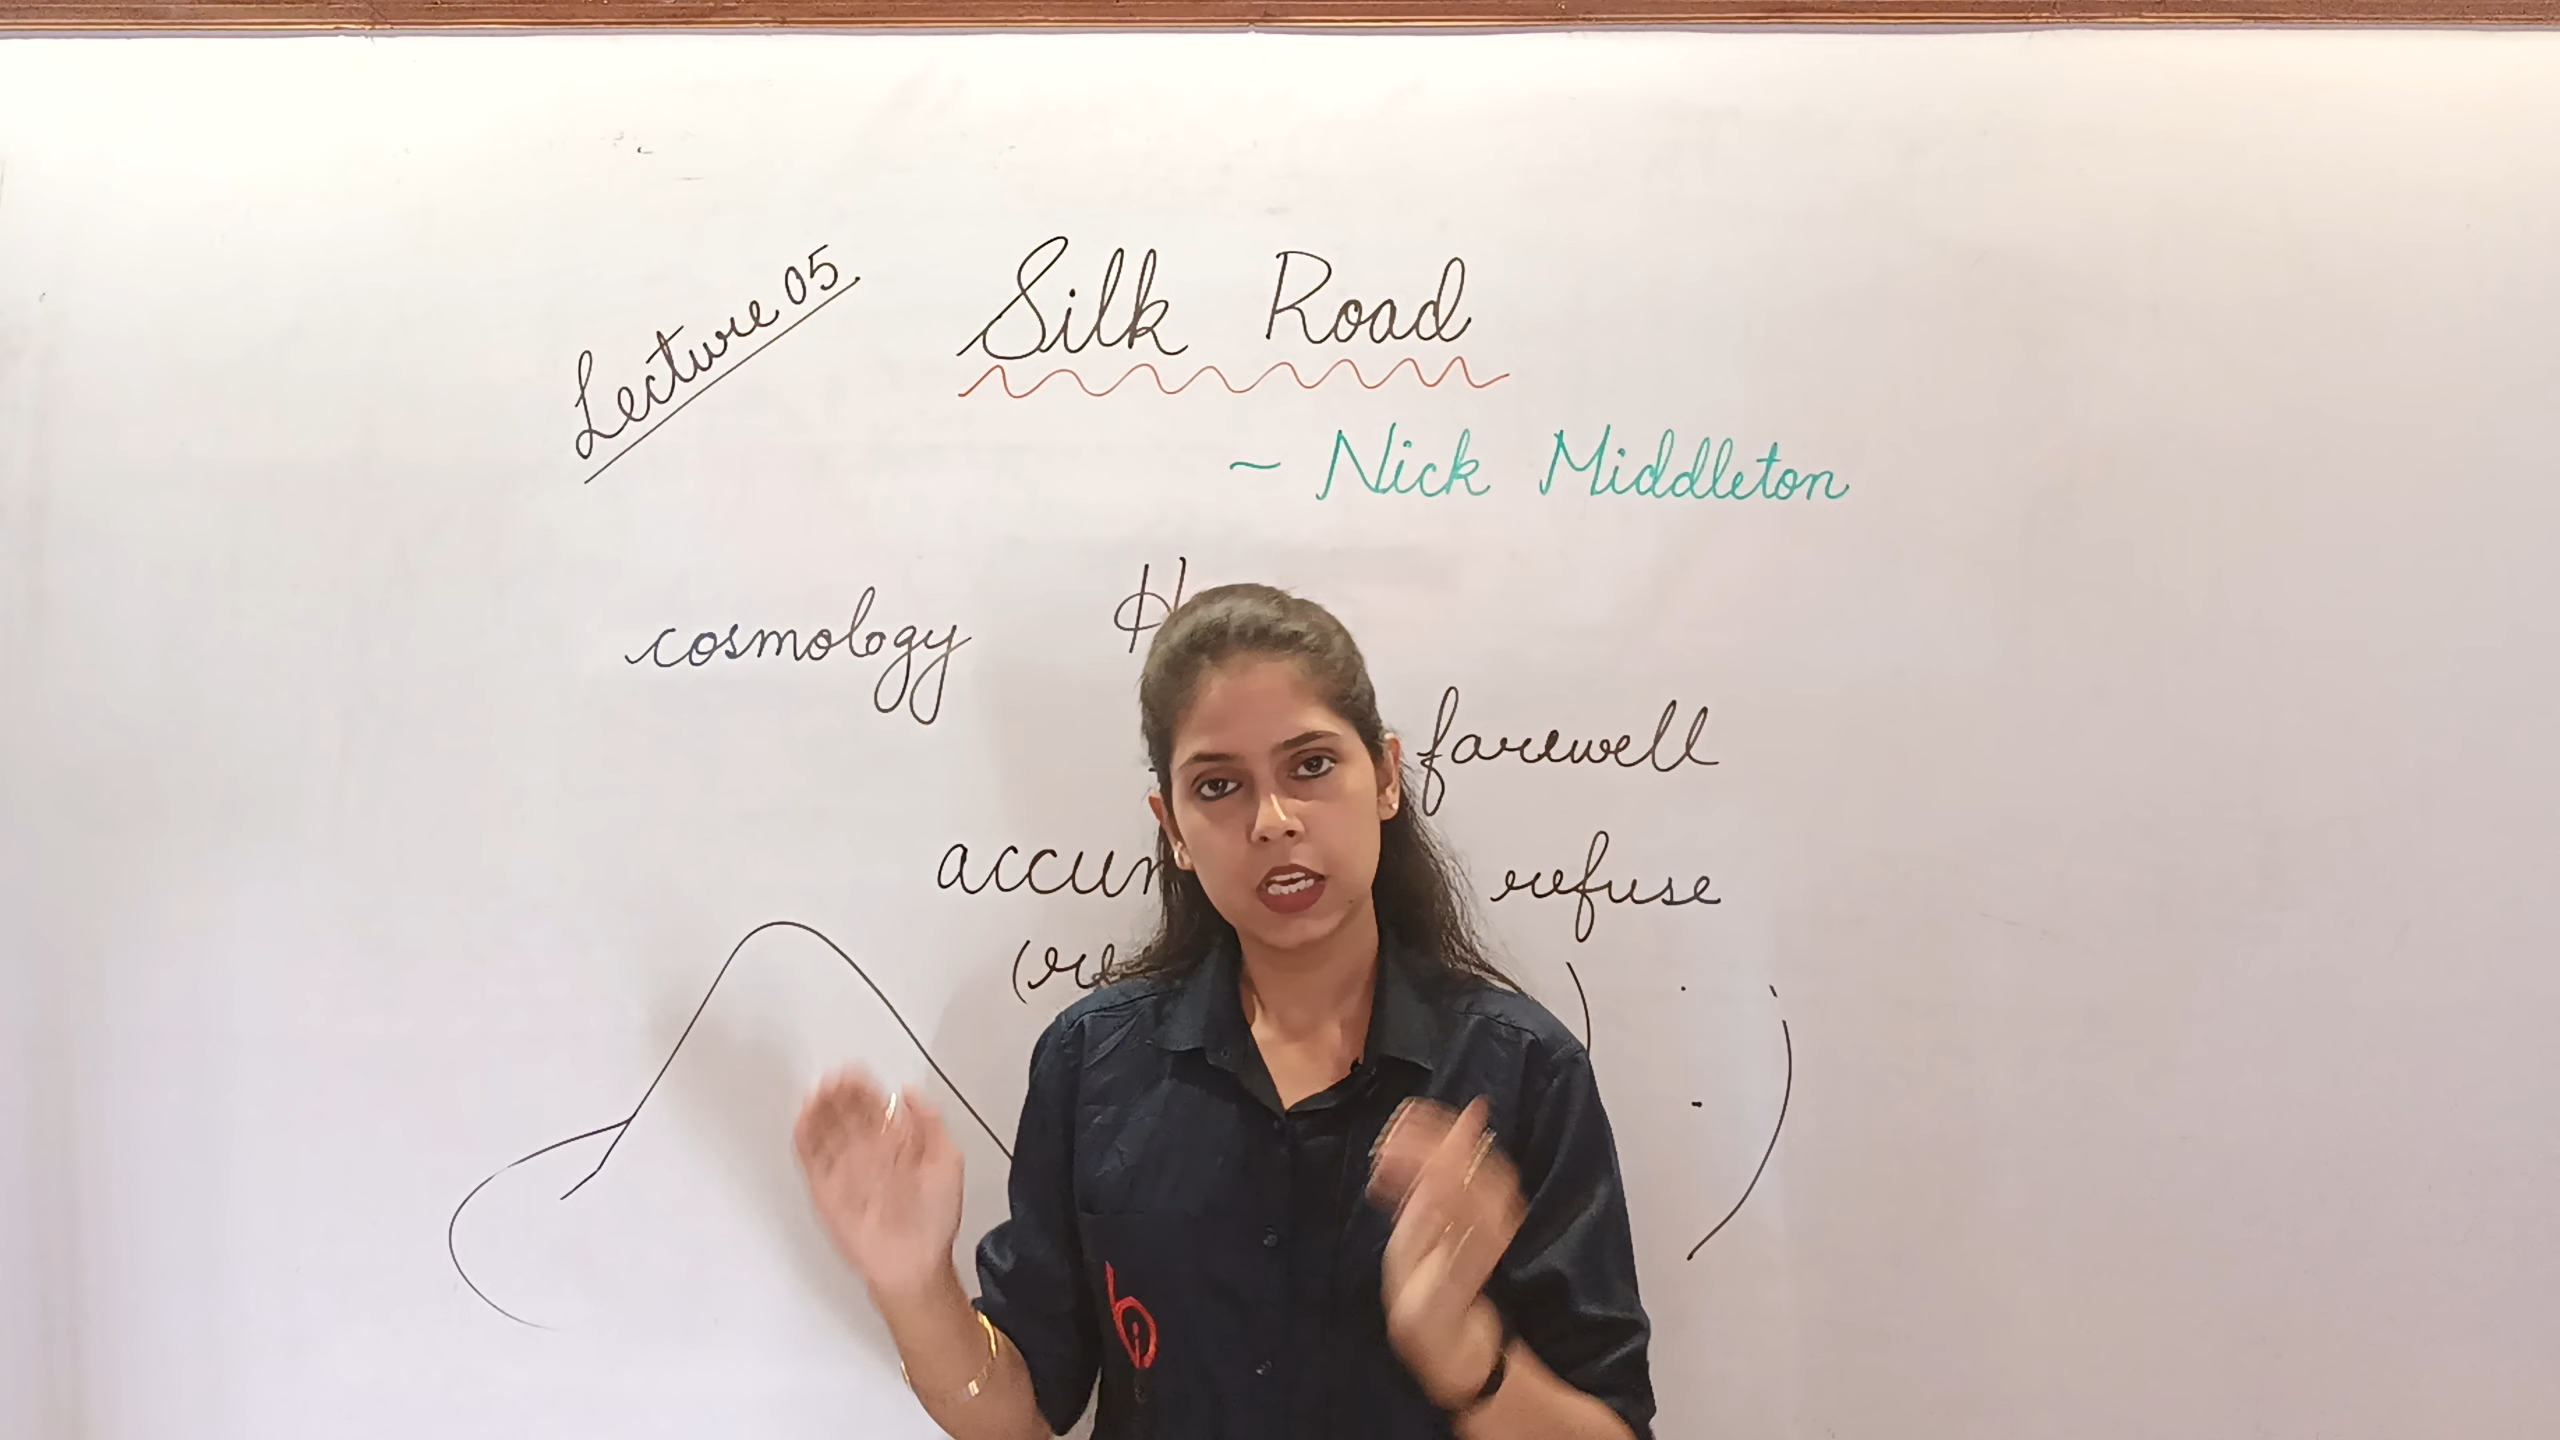 Lecture 05
Silk Road
~ Nick Middleton
cosmology
farewell
refuse